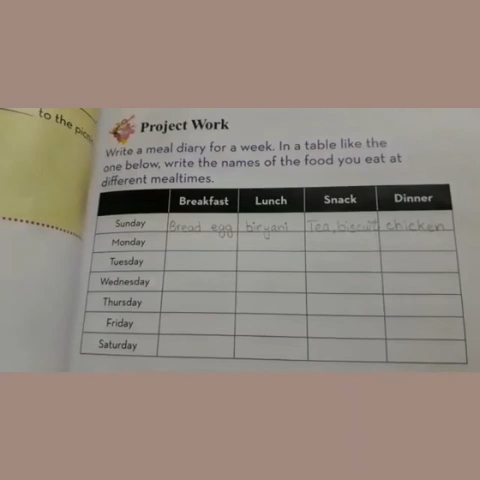 to the picn
Project Work
Write a meal diary for a week. In a table like the
one below, write the names of the food you eat at
different mealtimes.
Breakfast Lunch Snack Dinner
Sunday Bread egg biryani Tea, biscuit chicken
Monday
Tuesday
Wednesday
Thursday
Friday
Saturday